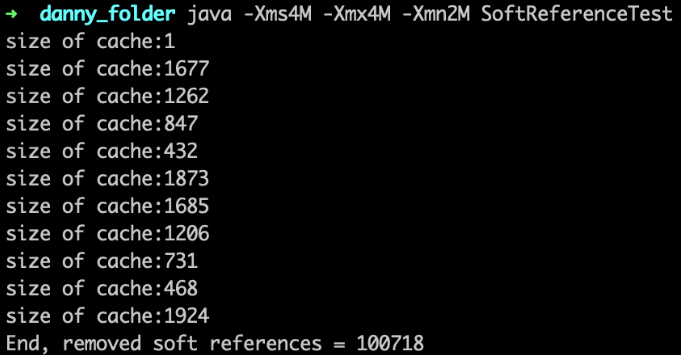 ➜ danny_folder java -Xms4M -Xmx4M -Xmn2M SoftReferenceTest
size of cache:1
size of cache:1677
size of cache:1262
size of cache:847
size of cache:432
size of cache:1873
size of cache:1685
size of cache:1206
size of cache:731
size of cache:468
size of cache:1924
End, removed soft references = 100718